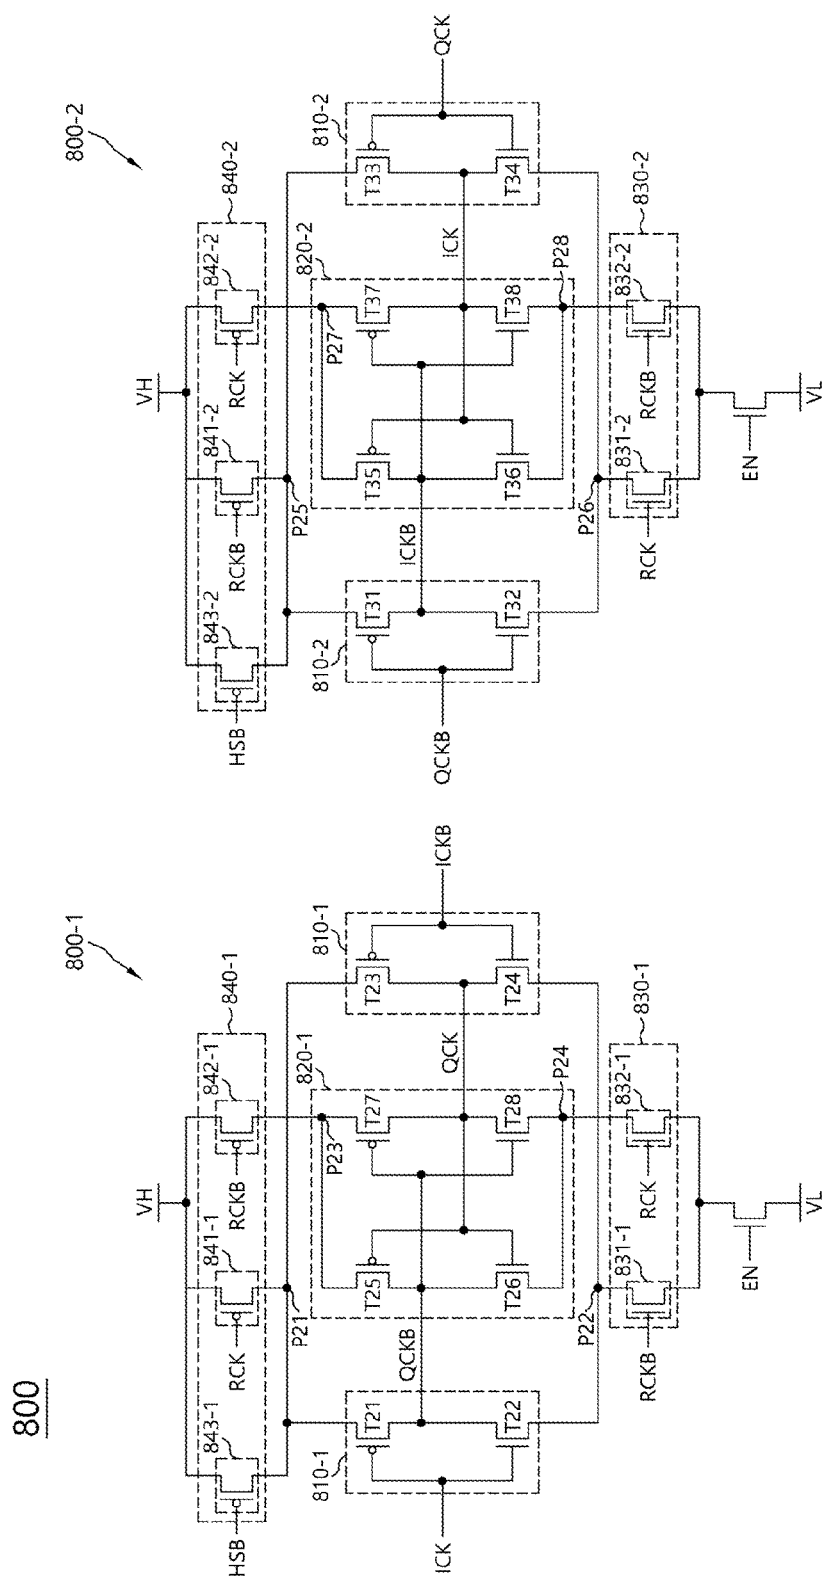 800
800-1
VH
840-1
843-1
841-1
842-1
HSB
RCK
RCKB
P21
820-1
810-1
810-1
P23
T21
T25
T27
T23
QCKB
ICK
QCK
ICKB
T22
T26
T28
T24
P24
P22
831-1
832-1
830-1
RCKB
RCK
EN
VL
800-2
VH
840-2
843-2
841-2
842-2
HSB
RCKB
RCK
P25
820-2
810-2
810-2
P27
T31
T35
T37
T33
ICKB
QCKB
ICK
QCK
T32
T36
T38
T34
P28
P26
831-2
832-2
830-2
RCK
RCKB
EN
VL